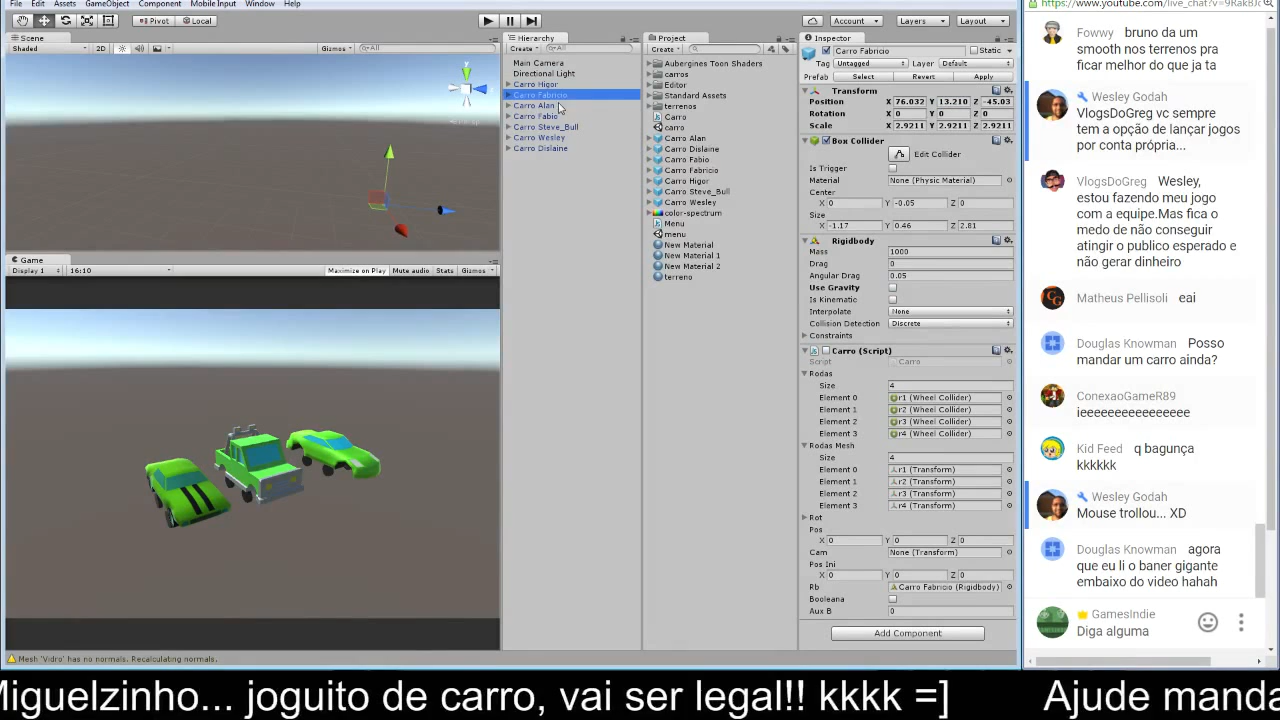 File Edit Assets GameObject Component Mobile Input Window Help
https://www.youtube.com/live_chat?v=9RakBJ
Pivot Local
Account Layers Layout
Scene
Shaded 2D Gizmos All
Game
Display 1 16:10 Maximize on Play Mute audio Stats Gizmos
Mesh 'Vidro' has no normals. Recalculating normals.
Hierarchy
Create All
Main Camera
Directional Light
Carro Higor
Carro Fabricio
Carro Alan
Carro Fabio
Carro Steve_Bull
Carro Wesley
Carro Dislaine
Project
Create
Aubergines Toon Shaders
carros
Editor
Standard Assets
terrenos
Carro
carro
Carro Alan
Carro Dislaine
Carro Fabio
Carro Fabricio
Carro Higor
Carro Steve_Bull
Carro Wesley
color-spectrum
Menu
menu
New Material
New Material 1
New Material 2
terreno
Inspector
Carro Fabricio Static
Tag Untagged Layer Default
Prefab Select Revert Apply
Transform
Position X 76.032 Y 13.210 Z -45.03
Rotation X 0 Y 0 Z 0
Scale X 2.9211 Y 2.9211 Z 2.9211
Box Collider
Edit Collider
Is Trigger
Material None (Physic Material)
Center
X 0 Y -0.05 Z 0
Size
X -1.17 Y 0.46 Z 2.81
Rigidbody
Mass 1000
Drag 0
Angular Drag 0.05
Use Gravity
Is Kinematic
Interpolate None
Collision Detection Discrete
Constraints
Carro (Script)
Script Carro
Rodas
Size 4
Element 0 r1 (Wheel Collider)
Element 1 r2 (Wheel Collider)
Element 2 r3 (Wheel Collider)
Element 3 r4 (Wheel Collider)
Rodas Mesh
Size 4
Element 0 r1 (Transform)
Element 1 r2 (Transform)
Element 2 r3 (Transform)
Element 3 r4 (Transform)
Rot
Pos
X 0 Y 0 Z 0
Cam None (Transform)
Pos Ini
X 0 Y 0 Z 0
Rb Carro Fabricio (Rigidbody)
Booleana
Aux B 0
Add Component
Fowwy bruno da um
smooth nos terrenos pra
ficar melhor do que ja ta
Wesley Godah
VlogsDoGreg vc sempre
tem a opção de lançar jogos
por conta própria...
VlogsDoGreg Wesley,
estou fazendo meu jogo
com a equipe.Mas fica o
medo de não conseguir
atingir o publico esperado e
não gerar dinheiro
Matheus Pellisoli eai
Douglas Knowman Posso
mandar um carro ainda?
ConexaoGameR89
ieeeeeeeeeeeeeee
Kid Feed q bagunça
kkkkkk
Wesley Godah
Mouse trollou... XD
Douglas Knowman agora
que eu li o baner gigante
embaixo do video hahah
GamesIndie
Diga alguma
Miguelzinho... joguito de carro, vai ser legal!! kkkk =] Ajude manda